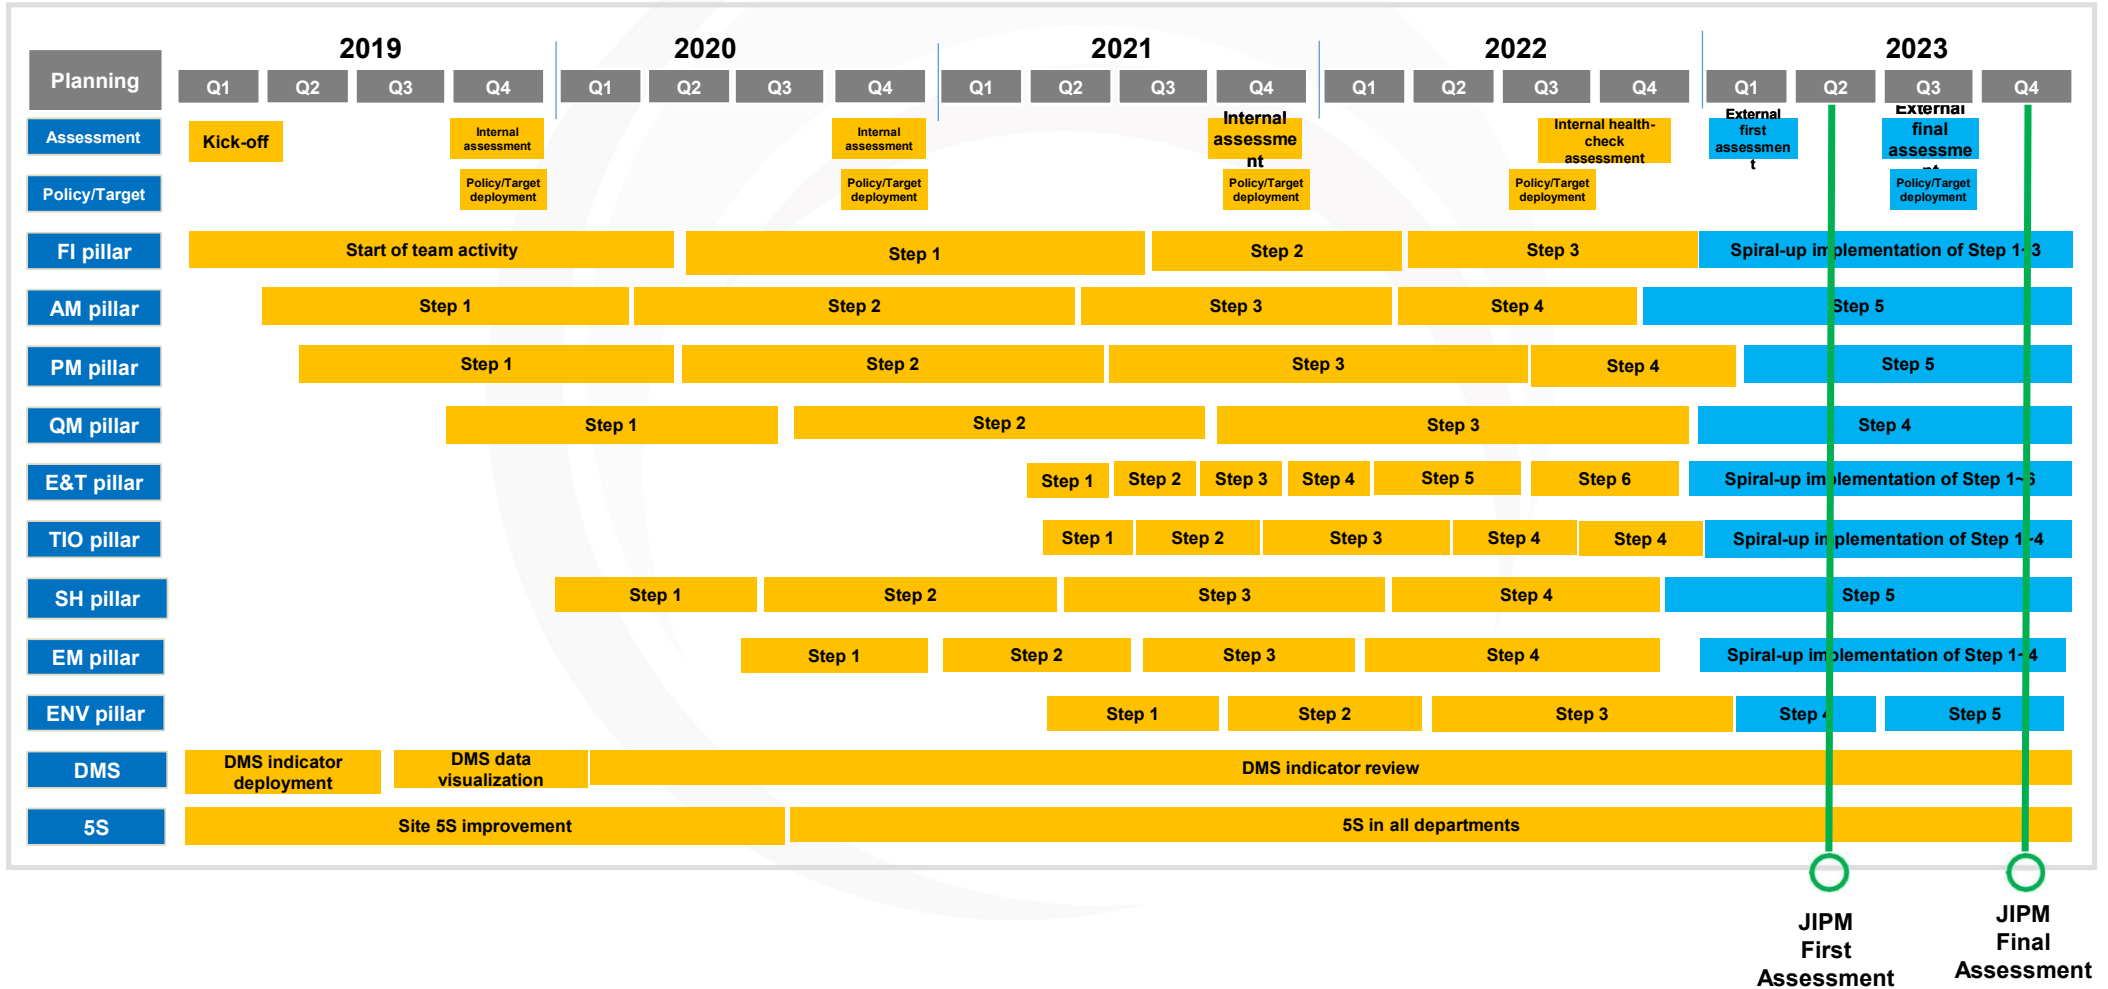 2019 2020 2021 2022 2023
Planning Q1 Q2 Q3 Q4 Q1 Q2 Q3 Q4 Q1 Q2 Q3 Q4 Q1 Q2 Q3 Q4 Q1 Q2 Q3 Q4
Assessment
Kick-off
Internal
assessment
Internal
assessment
Internal
assessme
nt
Internal health-
check
assessment
External
first
assessmen
t
External
final
assessme
nt
Policy/Target
Policy/Target
deployment
Policy/Target
deployment
Policy/Target
deployment
Policy/Target
deployment
Policy/Target
deployment
FI pillar Start of team activity Step 1 Step 2 Step 3 Spiral-up implementation of Step 1~3
AM pillar Step 1 Step 2 Step 3 Step 4 Step 5
PM pillar Step 1 Step 2 Step 3 Step 4 Step 5
QM pillar Step 1 Step 2 Step 3 Step 4
E&T pillar Step 1 Step 2 Step 3 Step 4 Step 5 Step 6 Spiral-up implementation of Step 1~6
TIO pillar Step 1 Step 2 Step 3 Step 4 Step 4 Spiral-up implementation of Step 1~4
SH pillar Step 1 Step 2 Step 3 Step 4 Step 5
EM pillar Step 1 Step 2 Step 3 Step 4 Spiral-up implementation of Step 1~4
ENV pillar Step 1 Step 2 Step 3 Step 4 Step 5
DMS
DMS indicator
deployment
DMS data
visualization
DMS indicator review
5S Site 5S improvement 5S in all departments
JIPM
First
Assessment
JIPM
Final
Assessment